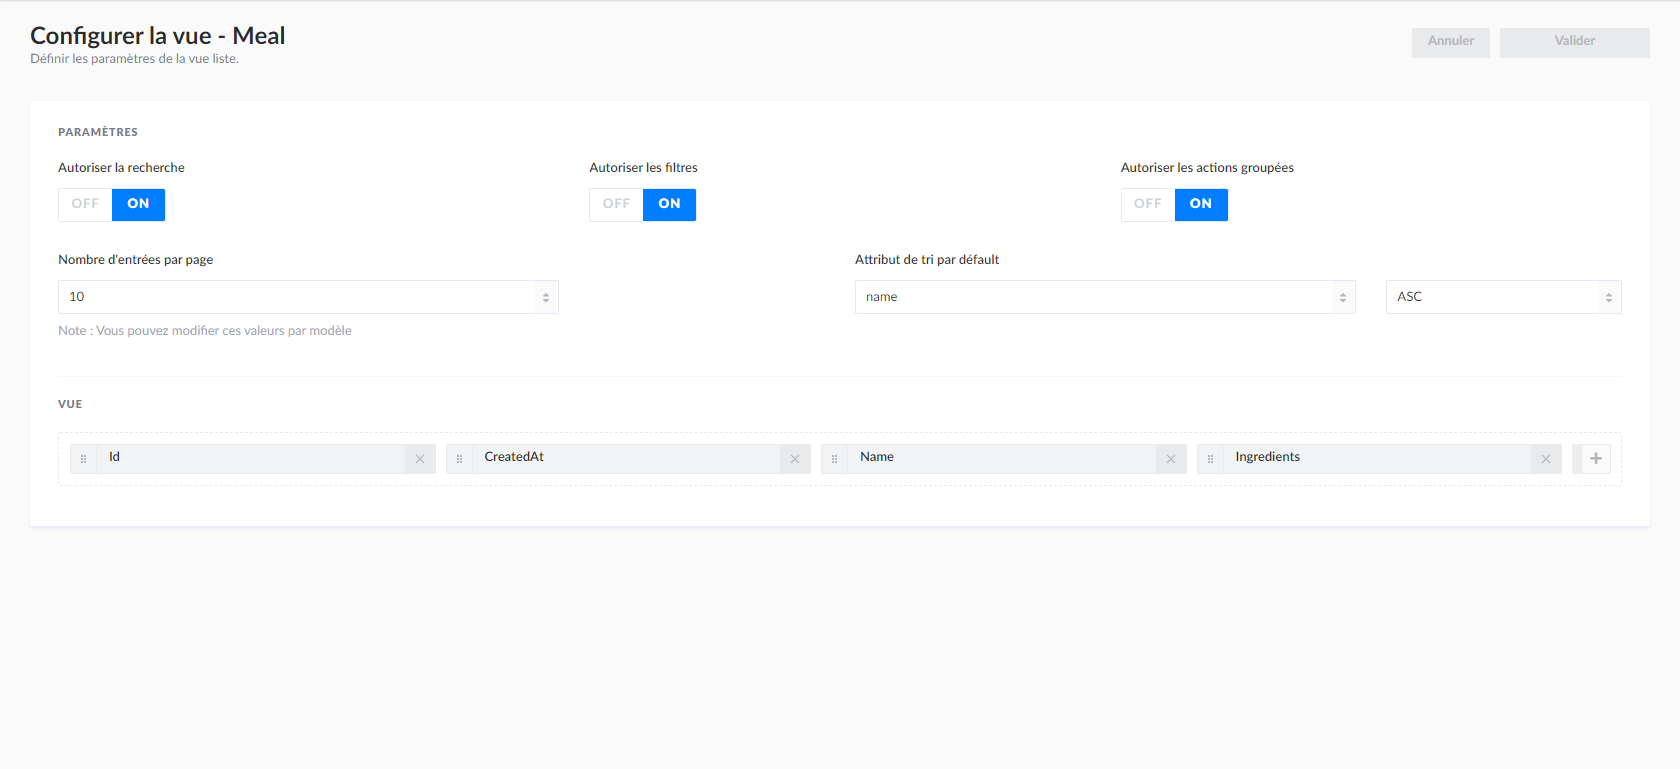 Configurer la vue - Meal
Définir les paramètres de la vue liste.
Annuler
Valider
PARAMÈTRES
Autoriser la recherche
Autoriser les filtres
Autoriser les actions groupées
OFF ON
OFF ON
OFF ON
Nombre d'entrées par page
Attribut de tri par défault
10
name
ASC
Note : Vous pouvez modifier ces valeurs par modèle
VUE
Id
CreatedAt
Name
Ingredients